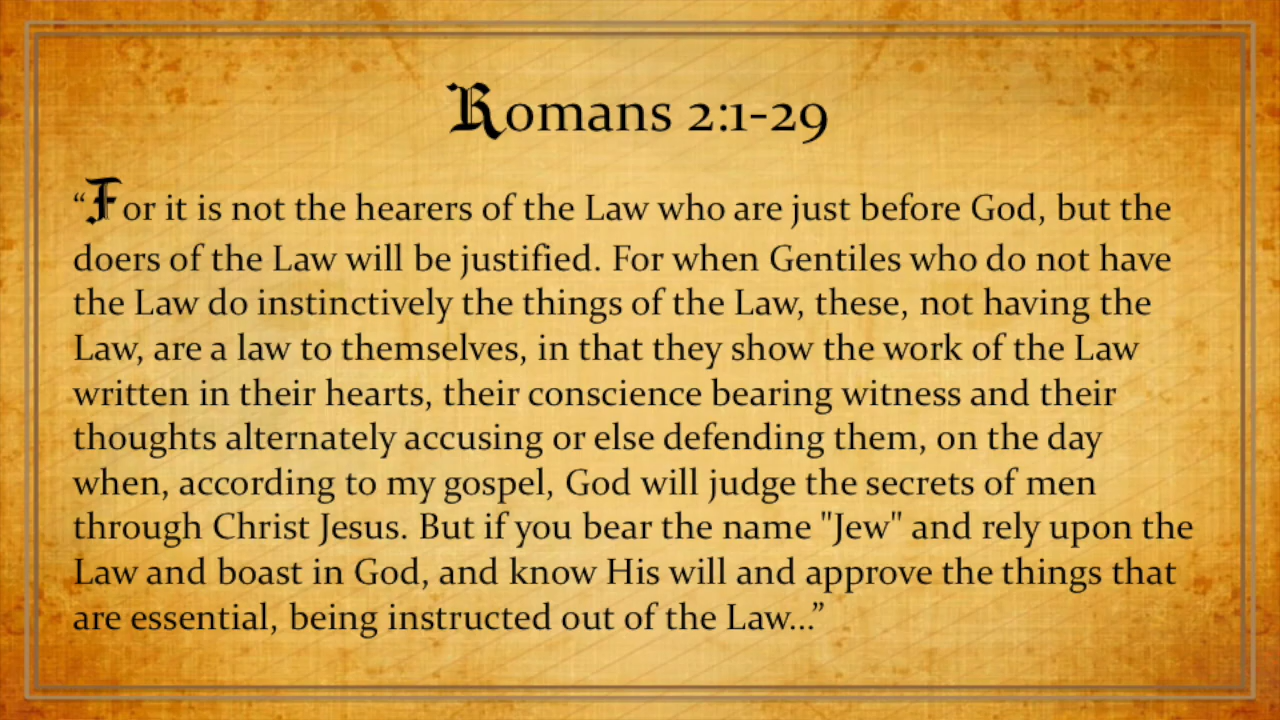 Romans 2:1-29
“For it is not the hearers of the Law who are just before God, but the
doers of the Law will be justified. For when Gentiles who do not have
the Law do instinctively the things of the Law, these, not having the
Law, are a law to themselves, in that they show the work of the Law
written in their hearts, their conscience bearing witness and their
thoughts alternately accusing or else defending them, on the day
when, according to my gospel, God will judge the secrets of men
through Christ Jesus. But if you bear the name "Jew" and rely upon the
Law and boast in God, and know His will and approve the things that
are essential, being instructed out of the Law...”